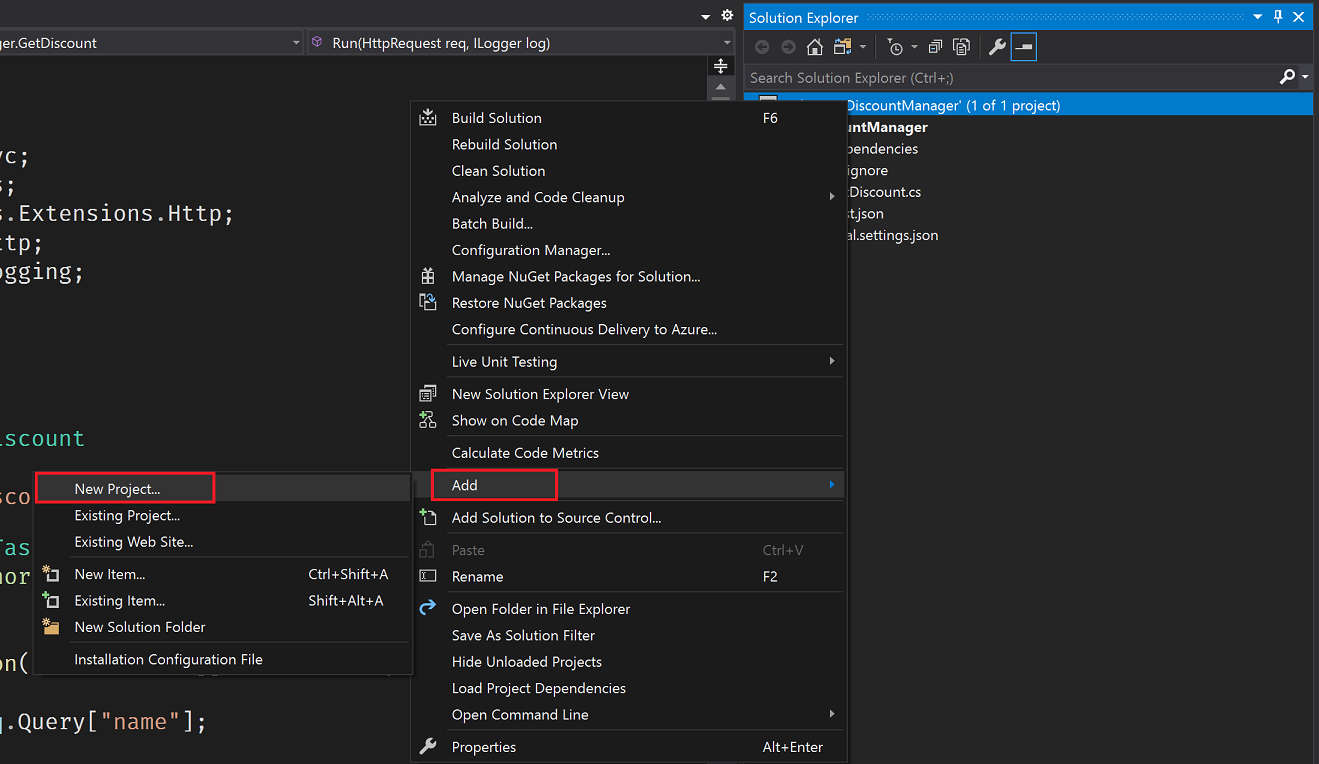 Solution Explorer
ger.GetDiscount
Run(HttpRequest req, ILogger log)
Search Solution Explorer (Ctrl+;)
DiscountManager' (1 of 1 project)
untManager
pendencies
ignore
tDiscount.cs
st.json
al.settings.json
vc;
s;
s.Extensions.Http;
ttp;
ogging;
iscount
sco
Tas
hor
on(
q.Query["name"];
Build Solution F6
Rebuild Solution
Clean Solution
Analyze and Code Cleanup
Batch Build...
Configuration Manager...
Manage NuGet Packages for Solution...
Restore NuGet Packages
Configure Continuous Delivery to Azure...
Live Unit Testing
New Solution Explorer View
Show on Code Map
Calculate Code Metrics
Add
Add Solution to Source Control...
Paste Ctrl+V
Rename F2
Open Folder in File Explorer
Save As Solution Filter
Hide Unloaded Projects
Load Project Dependencies
Open Command Line
Properties Alt+Enter
New Project...
Existing Project...
Existing Web Site...
New Item... Ctrl+Shift+A
Existing Item... Shift+Alt+A
New Solution Folder
Installation Configuration File